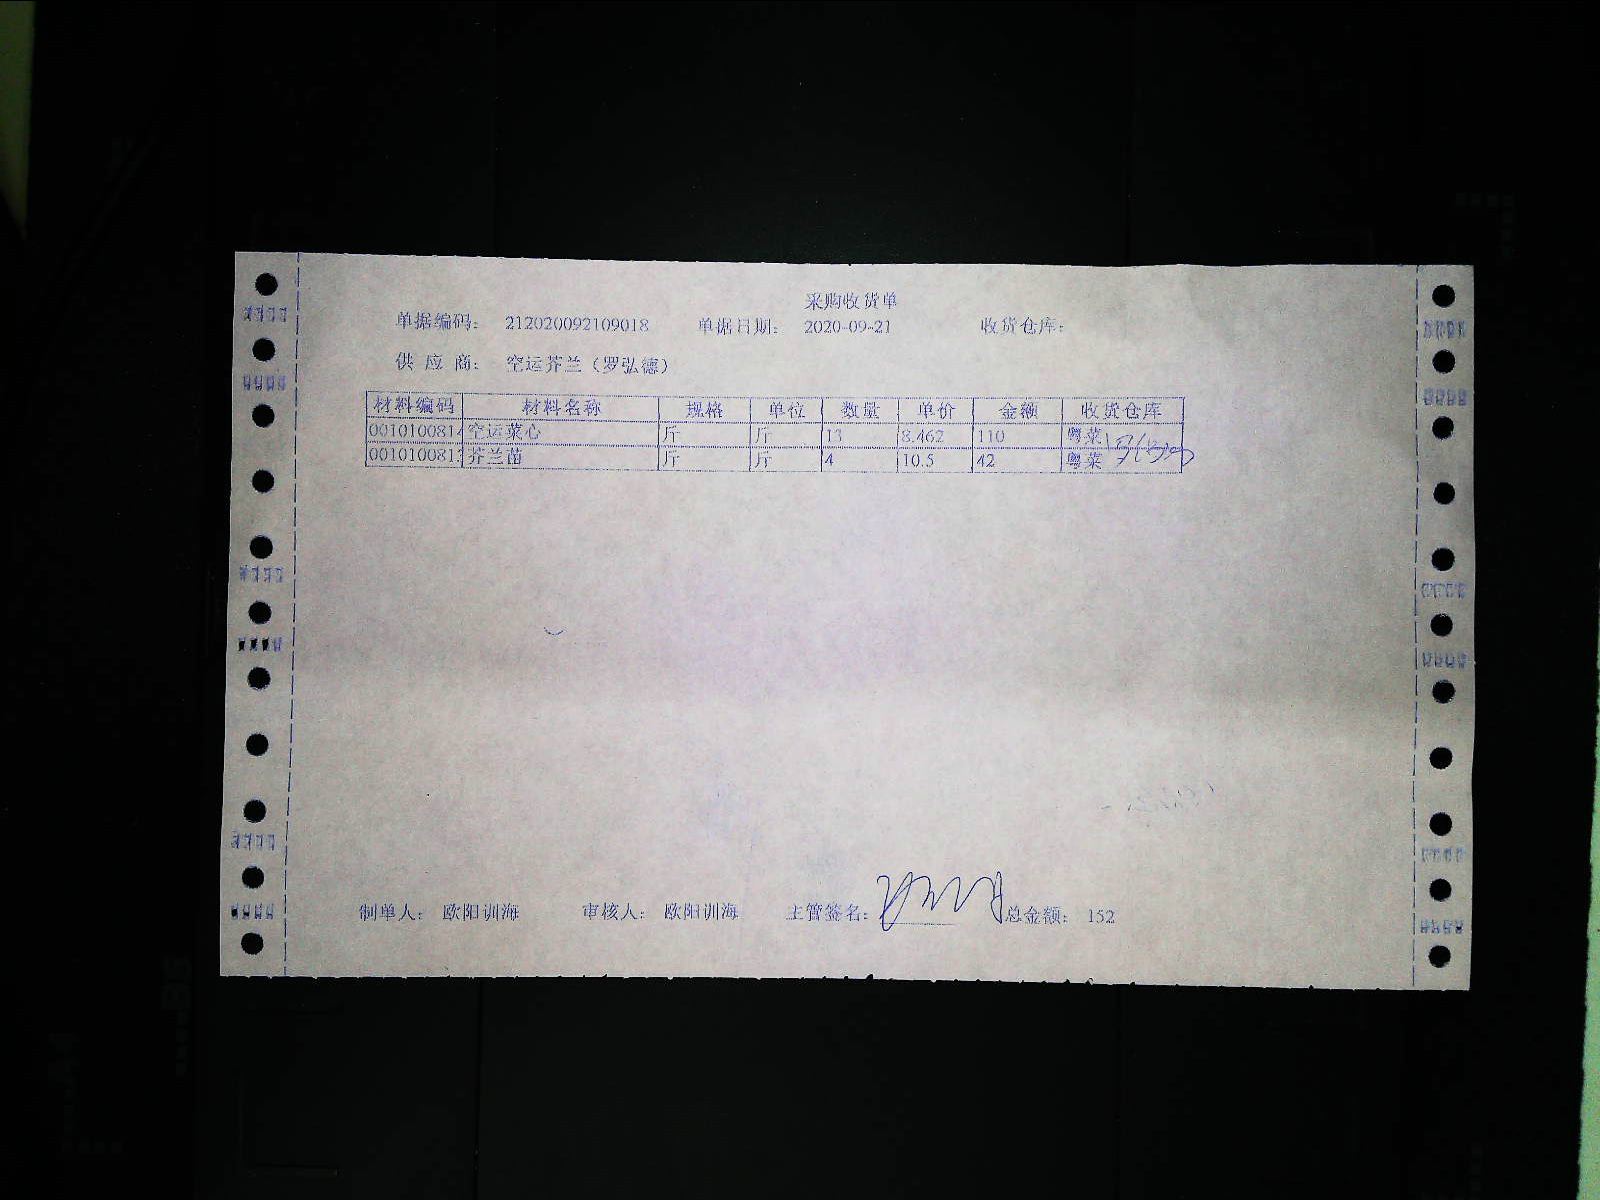 采购收货单
单据编码： 212020092109018 单据日期： 2020-09-21 收货仓库：
供 应 商： 空运芥兰（罗弘德）
材料编码 材料名称 规格 单位 数量 单价 金额 收货仓库
0010100814 空运菜心 斤 斤 13 8.462 110 粤菜
001010081 芥兰苗 斤 斤 4 10.5 42 粤菜
制单人： 欧阳训海 审核人： 欧阳训海 主管签名： 总金额： 152